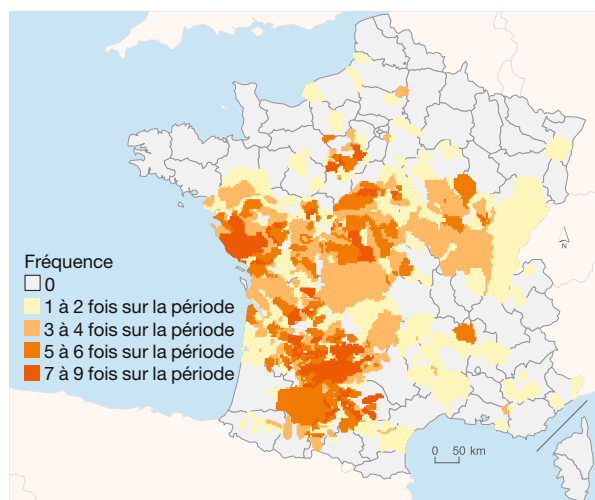 Fréquence
0
1 à 2 fois sur la période
3 à 4 fois sur la période
5 à 6 fois sur la période
7 à 9 fois sur la période
N
0 50 km